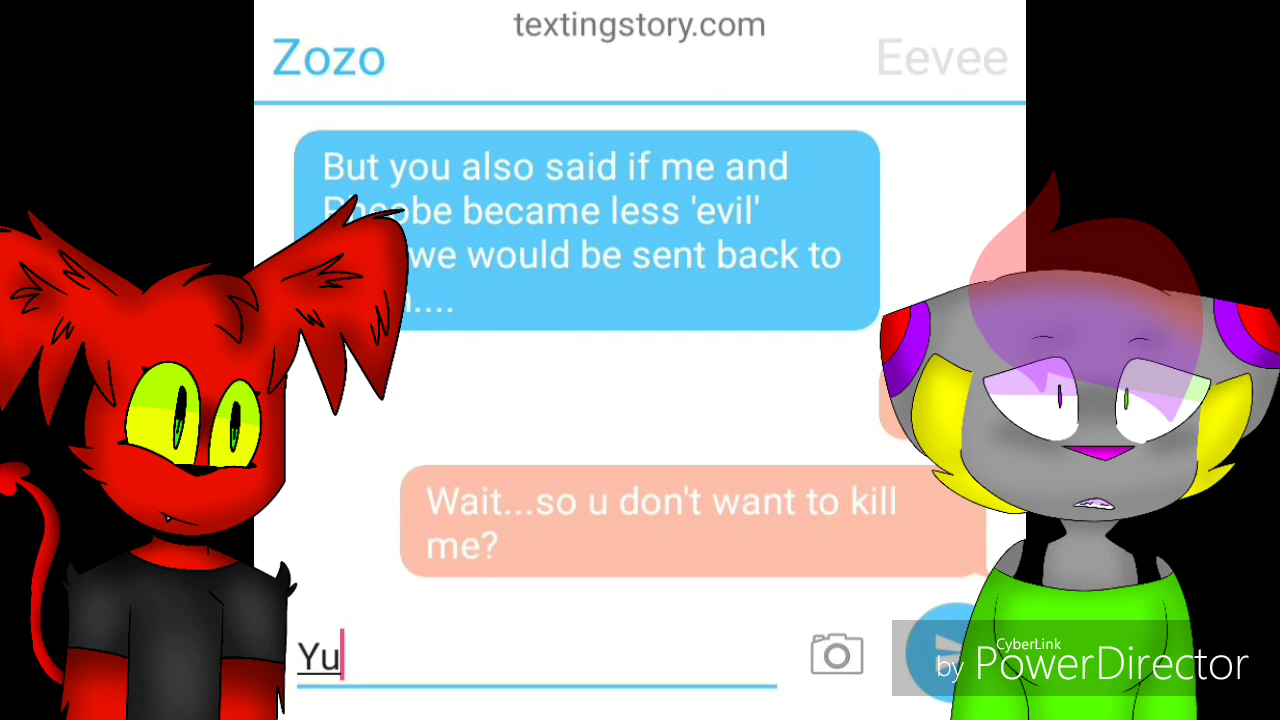 textingstory.com
Zozo
Eevee
But you also said if me and
became less 'evil'
we would be sent back to
....
Wait...so u don't want to kill
me?
Yu
CyberLink
by PowerDirector